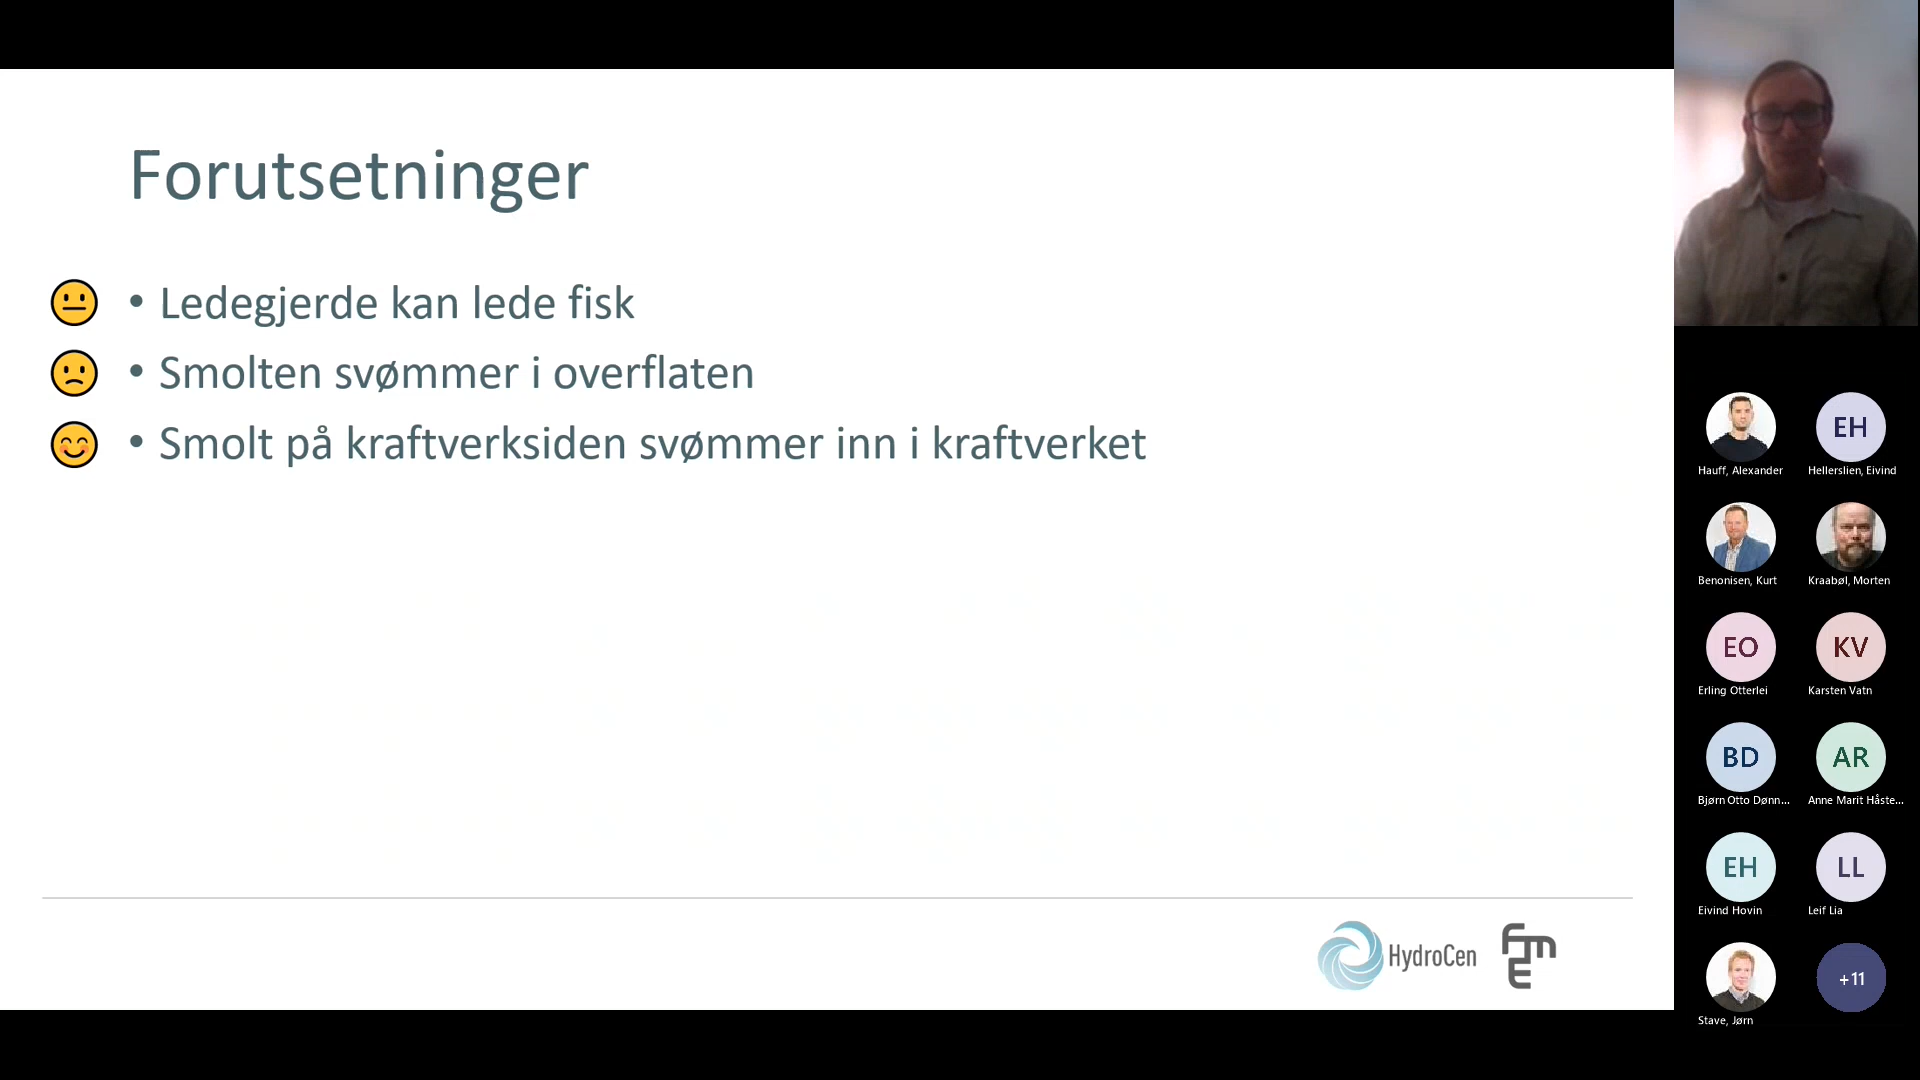 Forutsetninger
• Ledegjerde kan lede fisk
• Smolten svømmer i overflaten
• Smolt på kraftverksiden svømmer inn i kraftverket
HydroCen
FME
Hauff, Alexander
EH
Hellerslien, Eivind
Benonisen, Kurt
Kraabøl, Morten
EO
Erling Otterlei
KV
Karsten Vatn
BD
Bjørn Otto Dønn...
AR
Anne Marit Håste...
EH
Eivind Hovin
LL
Leif Lia
Stave, Jørn
+11